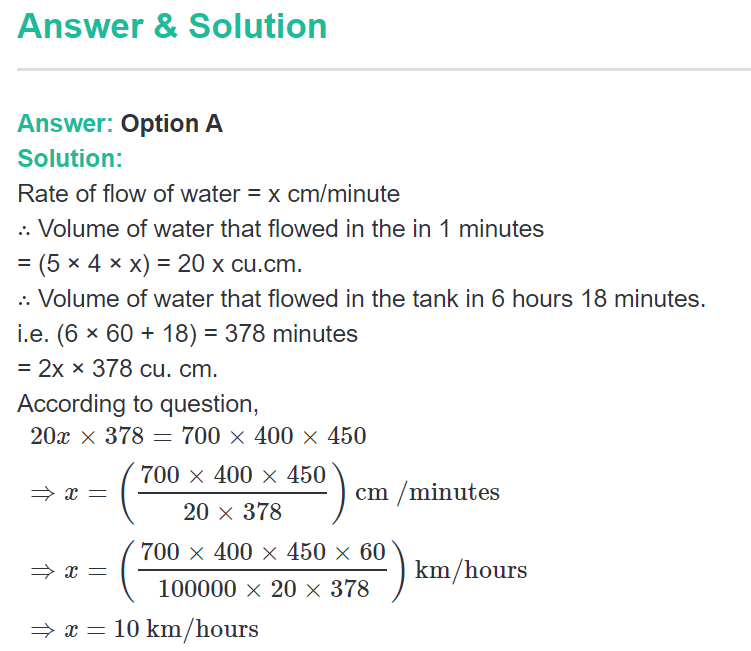 Answer & Solution
Answer: Option A
Solution:
Rate of flow of water = x cm/minute
∴ Volume of water that flowed in the in 1 minutes
= (5 × 4 × x) = 20 x cu.cm.
∴ Volume of water that flowed in the tank in 6 hours 18 minutes.
i.e. (6 × 60 + 18) = 378 minutes
= 2x × 378 cu. cm.
According to question,
20x × 378 = 700 × 400 × 450
⇒ x = (700 × 400 × 450 / 20 × 378) cm /minutes
⇒ x = (700 × 400 × 450 × 60 / 100000 × 20 × 378) km/hours
⇒ x = 10 km/hours